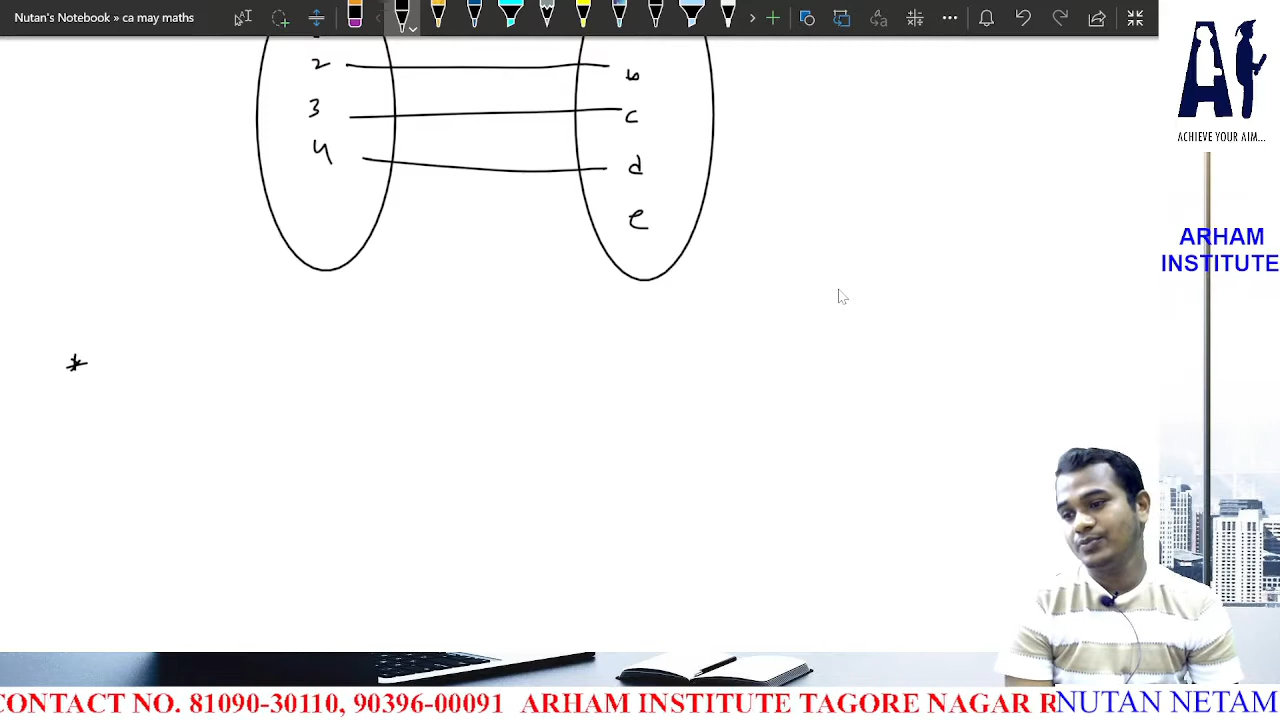 Nutan's Notebook » ca may maths
2 b
3 c
4 d
e
*
ACHIEVE YOUR AIM...
ARHAM
INSTITUTE
CONTACT NO. 81090-30110, 90396-00091 ARHAM INSTITUTE TAGORE NAGAR R
NUTAN NETAM